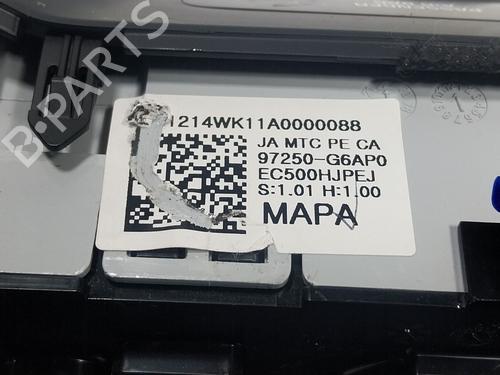 1214WK11A0000088
JA MTC PE CA
97250-G6AP0
EC500HJPEJ
S:1.01 H:1.00
MAPA
B-PARTS